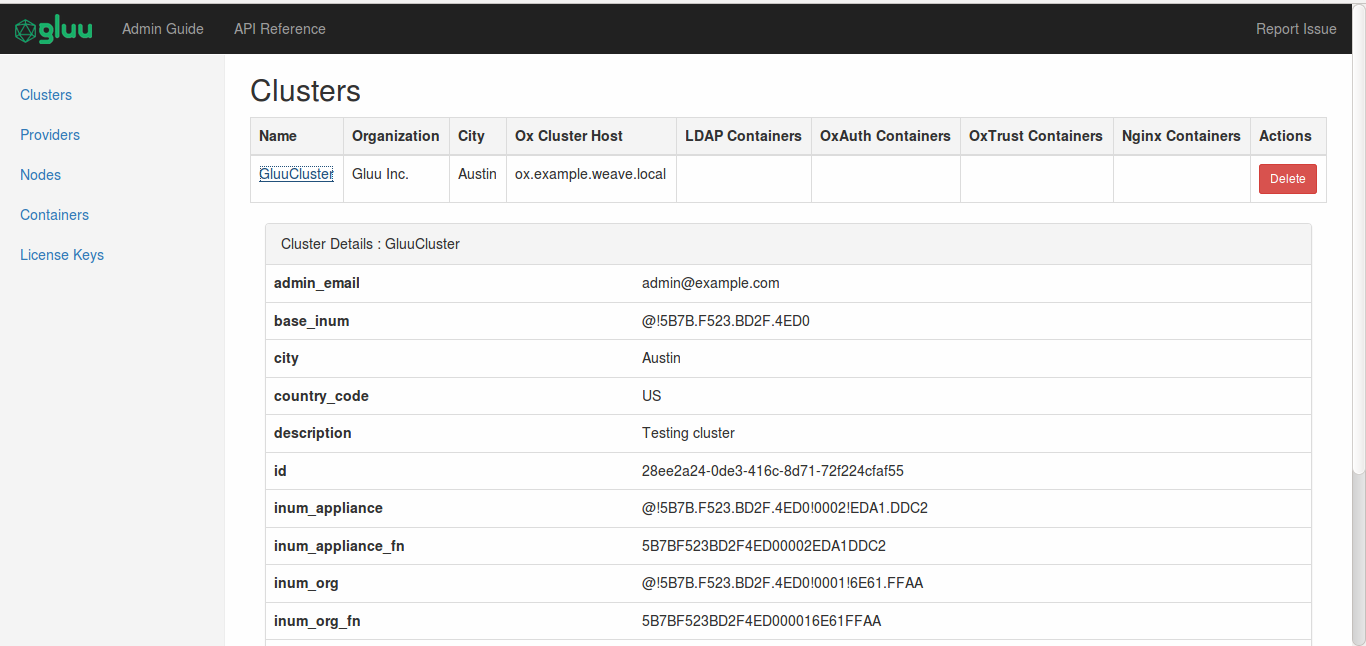 gluu Admin Guide API Reference Report Issue
Clusters
Providers
Nodes
Containers
License Keys
Clusters
Name Organization City Ox Cluster Host LDAP Containers OxAuth Containers OxTrust Containers Nginx Containers Actions
GluuCluster Gluu Inc. Austin ox.example.weave.local Delete
Cluster Details : GluuCluster
admin_email admin@example.com
base_inum @!5B7B.F523.BD2F.4ED0
city Austin
country_code US
description Testing cluster
id 28ee2a24-0de3-416c-8d71-72f224cfaf55
inum_appliance @!5B7B.F523.BD2F.4ED0!0002!EDA1.DDC2
inum_appliance_fn 5B7BF523BD2F4ED00002EDA1DDC2
inum_org @!5B7B.F523.BD2F.4ED0!0001!6E61.FFAA
inum_org_fn 5B7BF523BD2F4ED000016E61FFAA